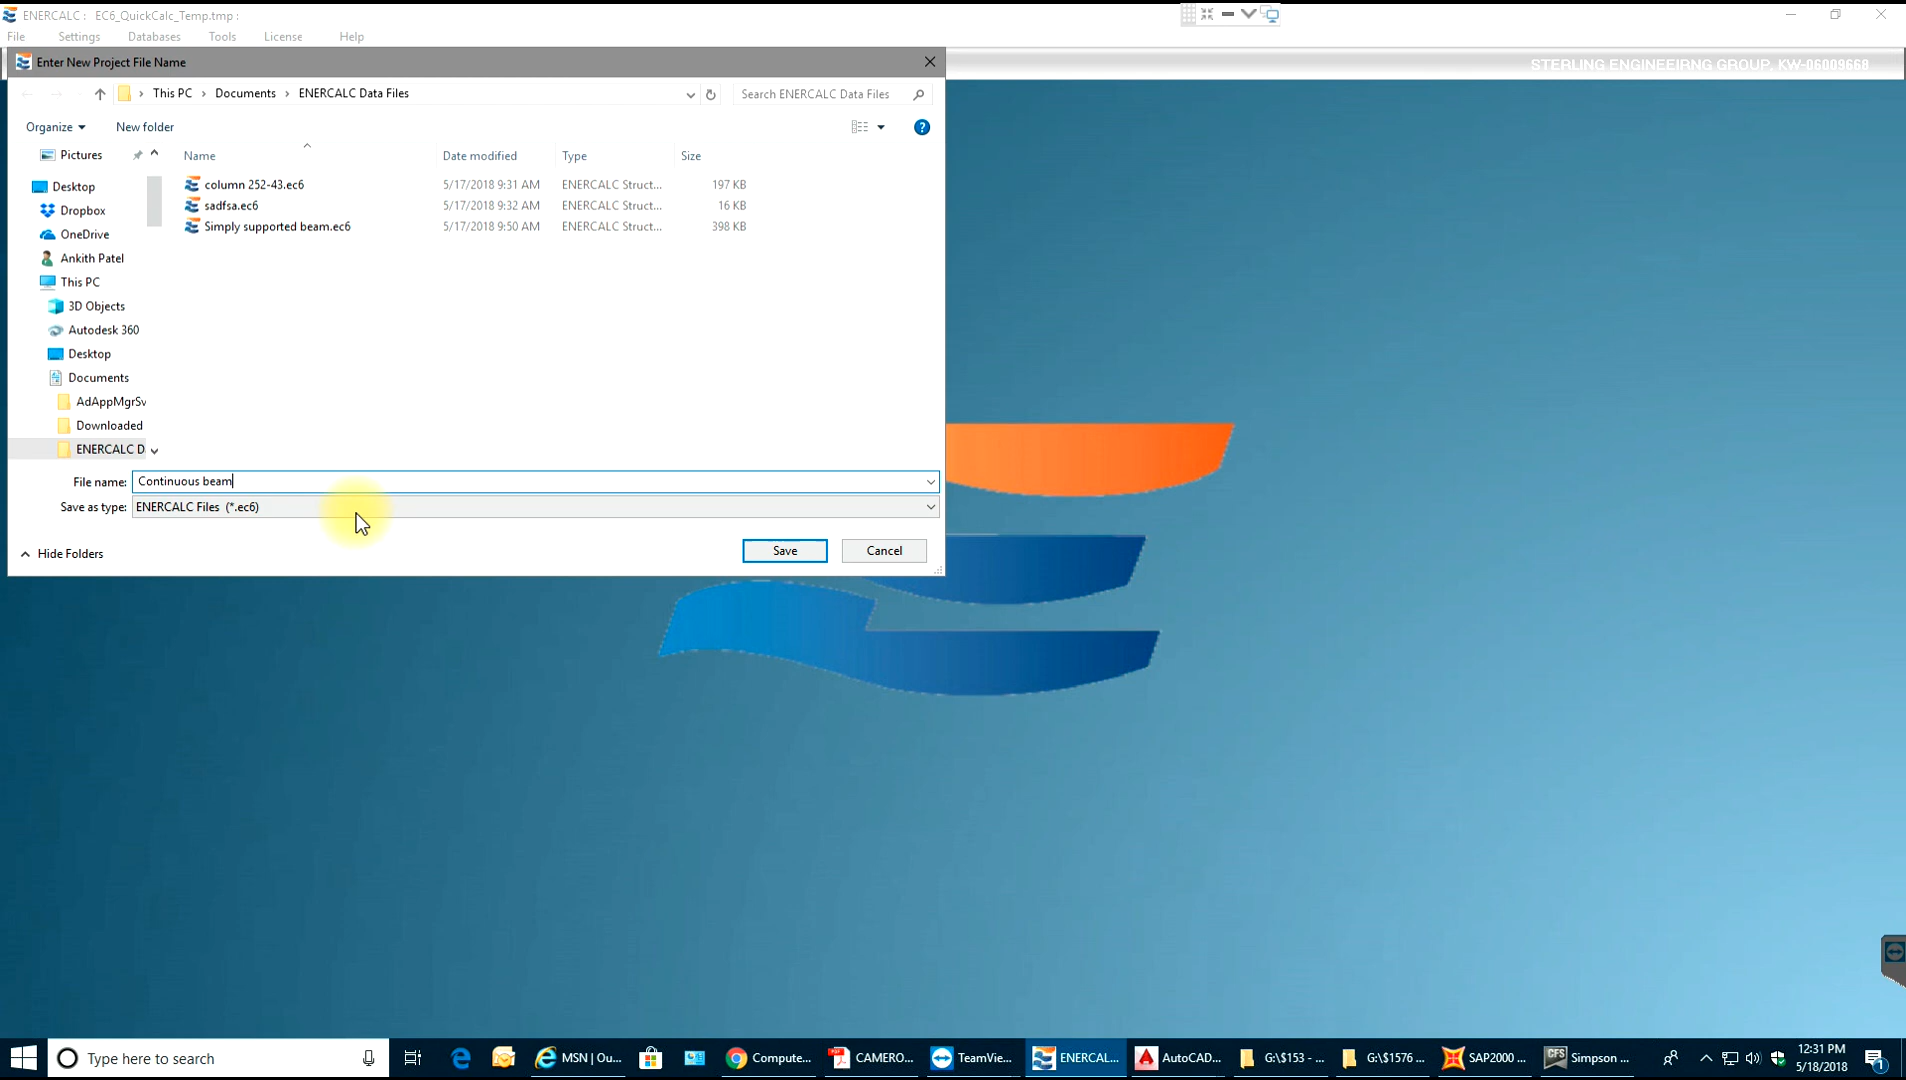 ENERCALC : EC6_QuickCalc_Temp.tmp :
File Settings Databases Tools License Help
STERLING ENGINEEIRNG GROUP. KW-06009668
Enter New Project File Name
This PC > Documents > ENERCALC Data Files
Search ENERCALC Data Files
Organize New folder
Name Date modified Type Size
column 252-43.ec6 5/17/2018 9:31 AM ENERCALC Struct... 197 KB
sadfsa.ec6 5/17/2018 9:32 AM ENERCALC Struct... 16 KB
Simply supported beam.ec6 5/17/2018 9:50 AM ENERCALC Struct... 398 KB
Pictures
Desktop
Dropbox
OneDrive
Ankith Patel
This PC
3D Objects
Autodesk 360
Desktop
Documents
AdAppMgrSv
Downloaded
ENERCALC D
File name: Continuous beam
Save as type: ENERCALC Files (*.ec6)
Hide Folders
Save Cancel
Type here to search
MSN | Ou...
Compute...
CAMERO...
TeamVie...
ENERCAL...
AutoCAD...
G:\$153 - ...
G:\$1576 ...
SAP2000 ...
CFS
Simpson ...
12:31 PM
5/18/2018
1